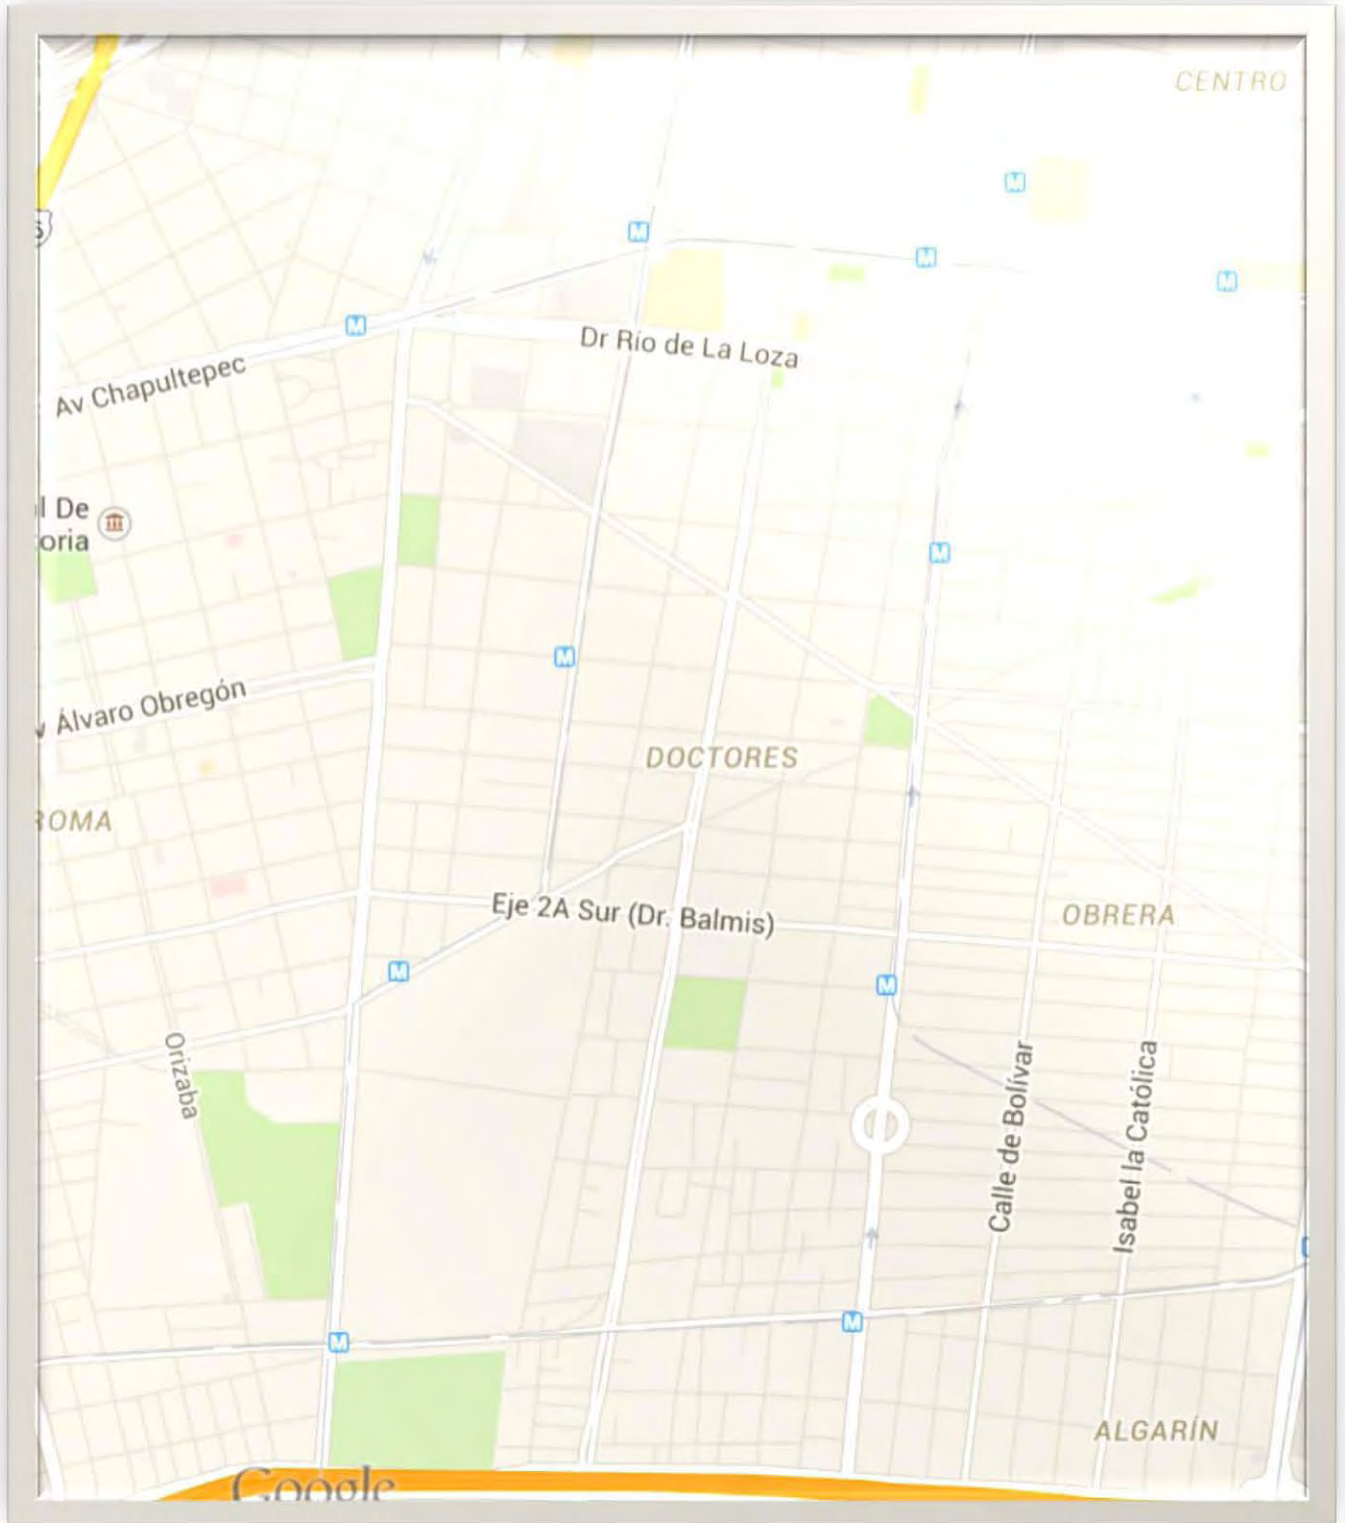 CENTRO
M
M
M
M
M
Dr Río de La Loza
Av Chapultepec
l De
oria
M
M
Álvaro Obregón
DOCTORES
ROMA
OBRERA
Eje 2A Sur (Dr. Balmis)
M
M
Orizaba
Calle de Bolívar
Isabel la Católica
M
M
ALGARÍN
Google